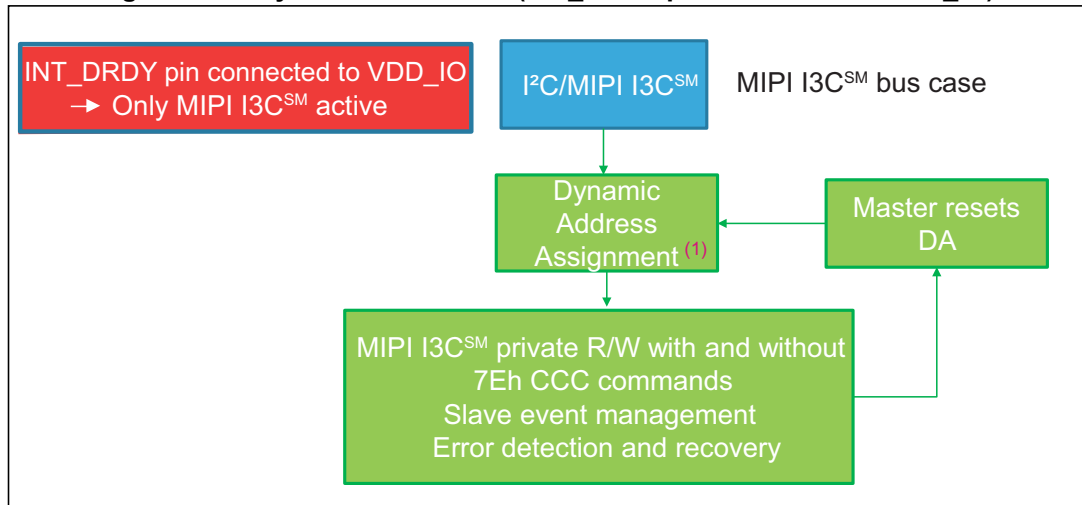 INT_DRDY pin connected to VDD_IO
→ Only MIPI I3C℠ active
I²C/MIPI I3C℠
MIPI I3C℠ bus case
Dynamic
Address
Assignment (1)
Master resets
DA
MIPI I3C℠ private R/W with and without
7Eh CCC commands
Slave event management
Error detection and recovery